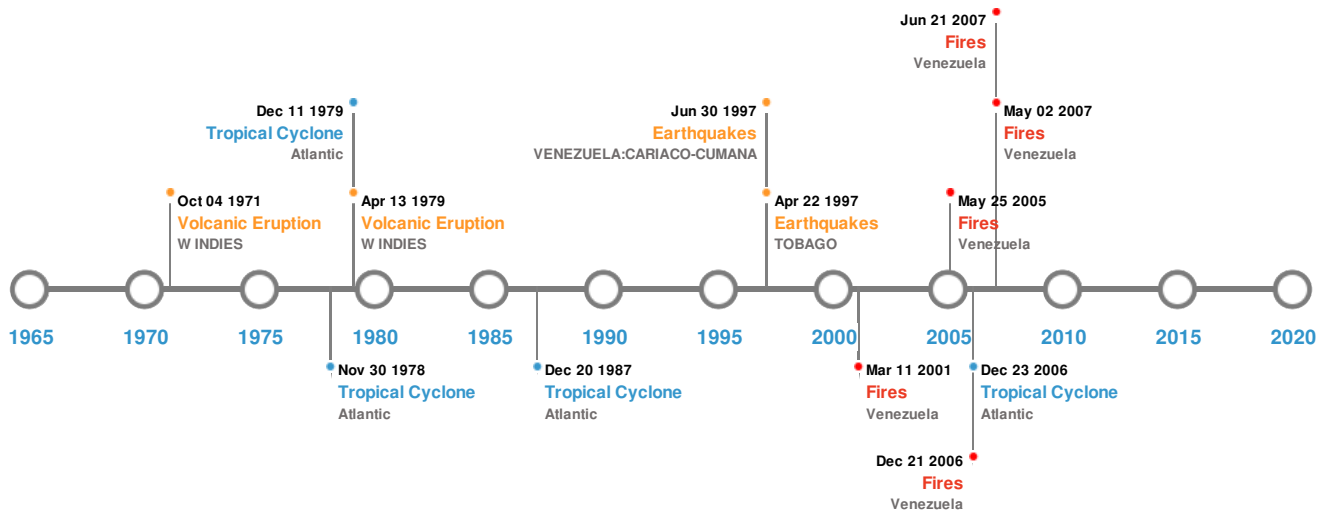 Jun 21 2007
Fires
Venezuela
Dec 11 1979
Tropical Cyclone
Atlantic
Jun 30 1997
Earthquakes
VENEZUELA:CARIACO-CUMANA
May 02 2007
Fires
Venezuela
Oct 04 1971
Volcanic Eruption
W INDIES
Apr 13 1979
Volcanic Eruption
W INDIES
Apr 22 1997
Earthquakes
TOBAGO
May 25 2005
Fires
Venezuela
1965 1970 1975 1980 1985 1990 1995 2000 2005 2010 2015 2020
Nov 30 1978
Tropical Cyclone
Atlantic
Dec 20 1987
Tropical Cyclone
Atlantic
Mar 11 2001
Fires
Venezuela
Dec 23 2006
Tropical Cyclone
Atlantic
Dec 21 2006
Fires
Venezuela